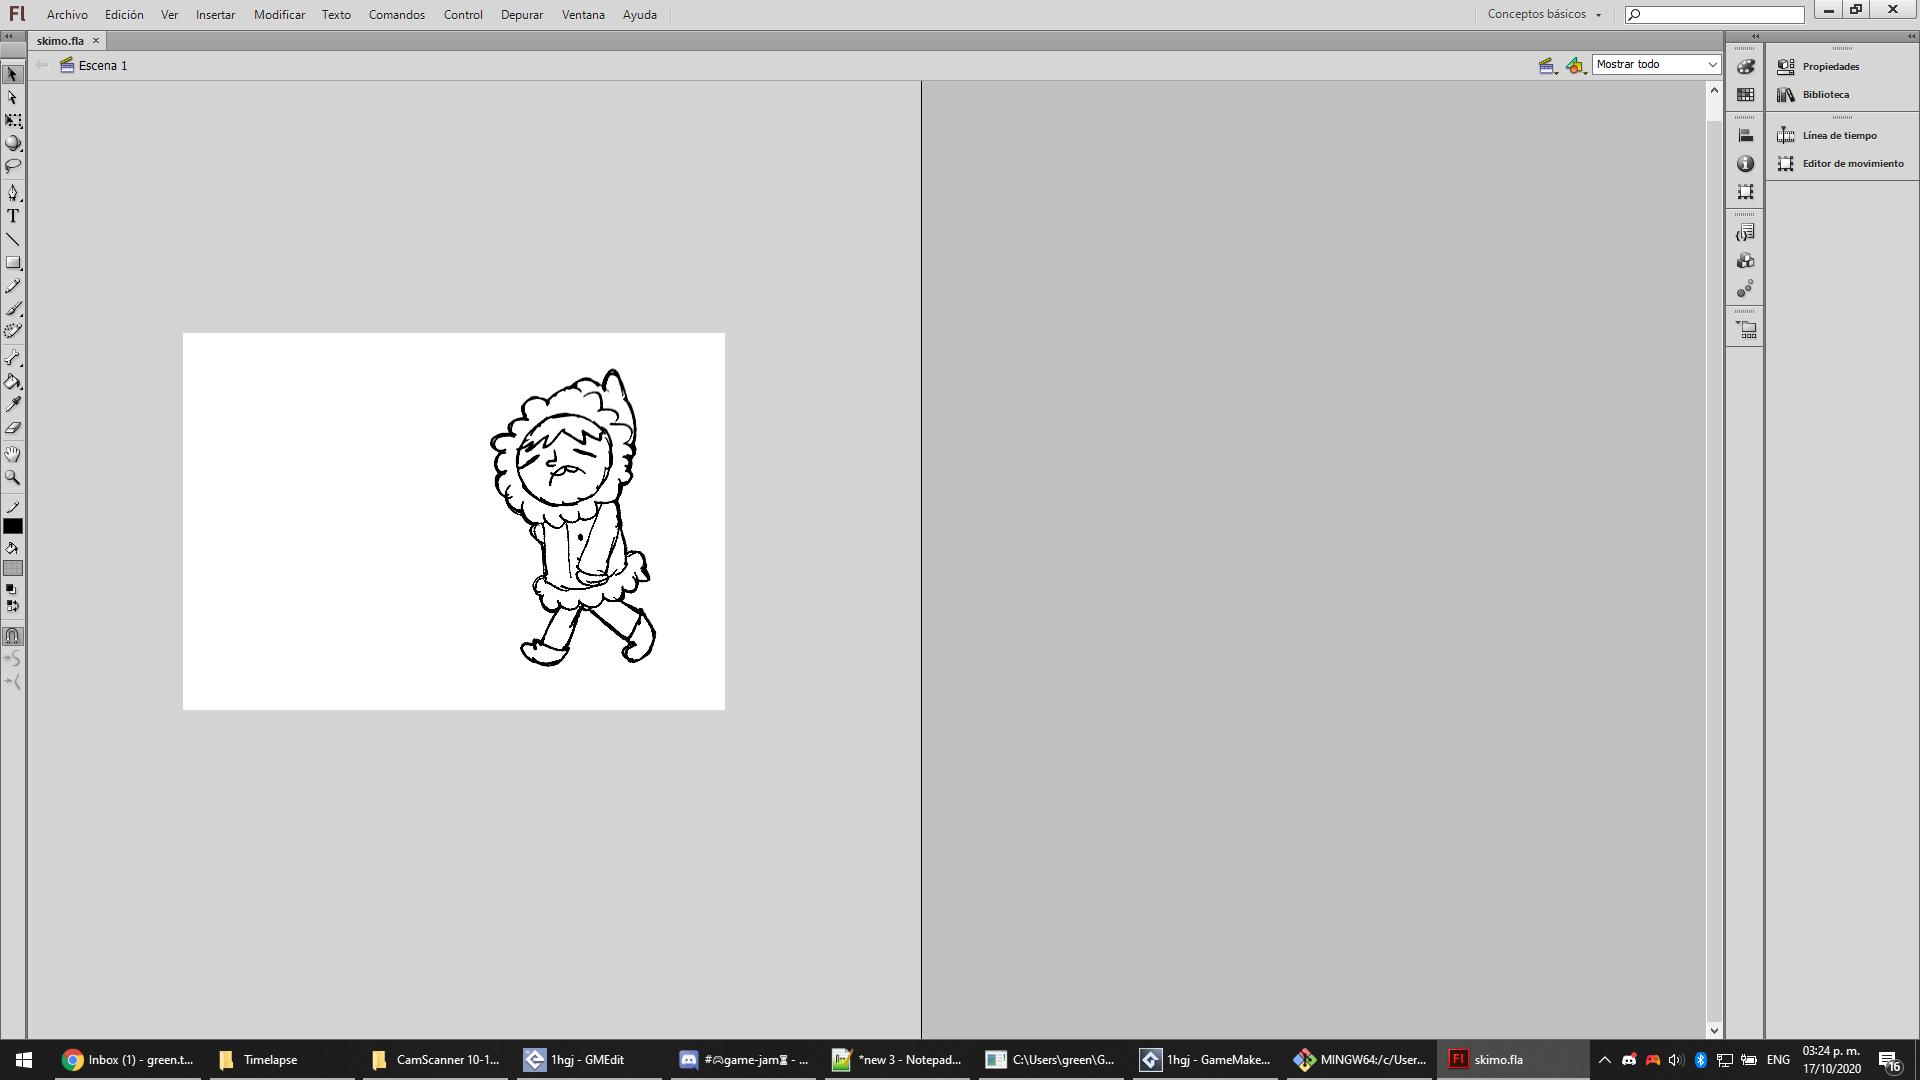 Fl Archivo Edición Ver Insertar Modificar Texto Comandos Control Depurar Ventana Ayuda Conceptos básicos
skimo.fla ×
Escena 1 Mostrar todo
Propiedades
Biblioteca
Línea de tiempo
Editor de movimiento
T
Inbox (1) - green.t... Timelapse CamScanner 10-1... 1hgj - GMEdit #🎮game-jam⏳ - ... *new 3 - Notepad... C:\Users\green\G... 1hgj - GameMake... MINGW64:/c/User... Fl skimo.fla ENG 03:24 p. m.
17/10/2020 16